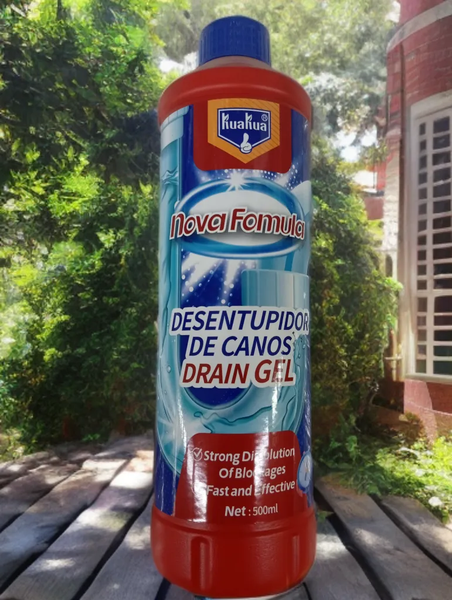 KuaKua®
Nova Fomula
DESENTUPIDOR
DE CANOS
DRAIN GEL
Strong Dissolution
Of Blockages
Fast and Effective
Net : 500ml